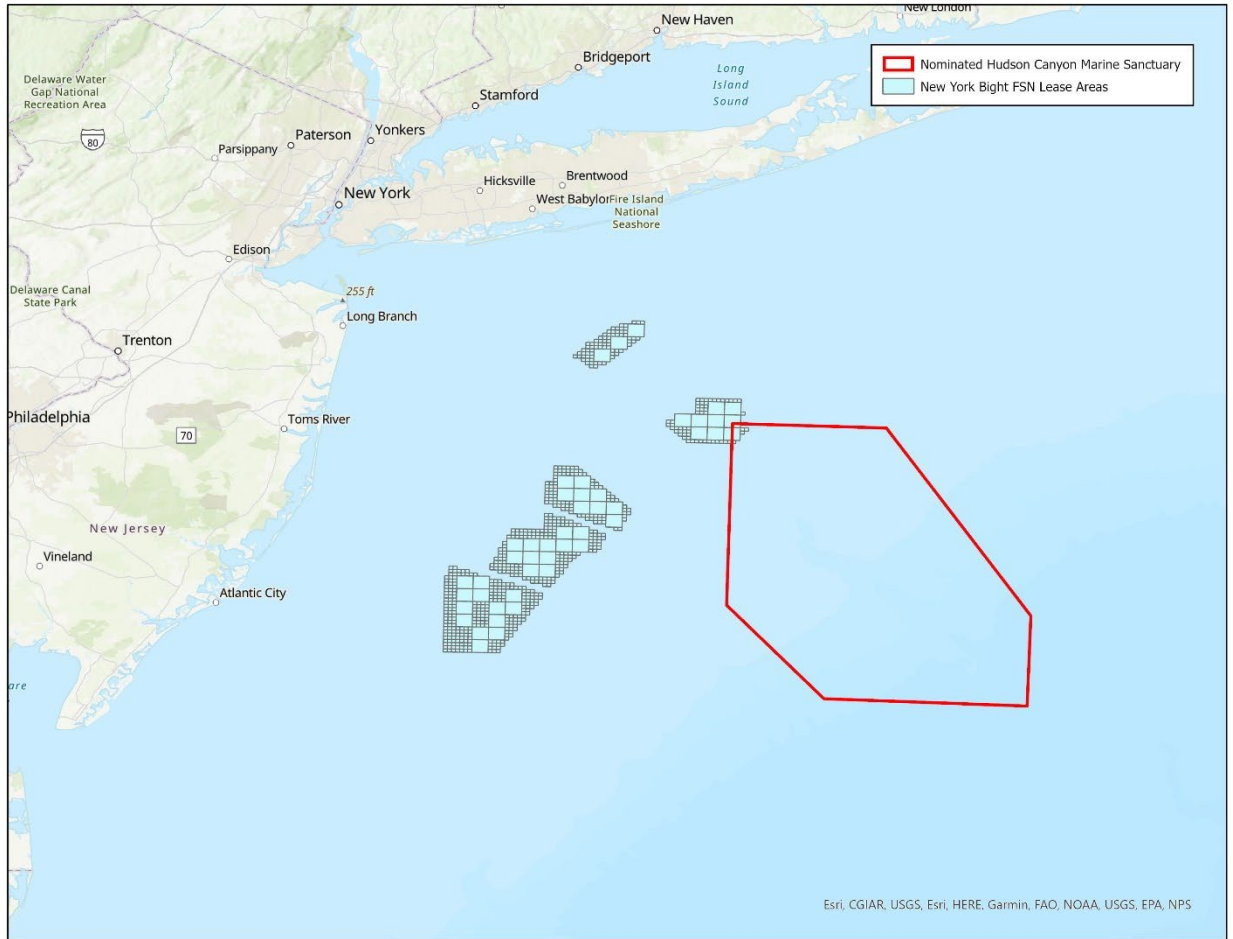 New London
New Haven
Bridgeport
Long
Island
Sound
Nominated Hudson Canyon Marine Sanctuary
New York Bight FSN Lease Areas
Delaware Water
Gap National
Recreation Area
80
Stamford
Paterson
Yonkers
Parsippany
Hicksville
Brentwood
New York
West Babylon
Fire Island
National
Seashore
Edison
Delaware Canal
State Park
255 ft
Long Branch
Trenton
Philadelphia
Toms River
70
New Jersey
Vineland
Atlantic City
are
Esri, CGIAR, USGS, Esri, HERE, Garmin, FAO, NOAA, USGS, EPA, NPS